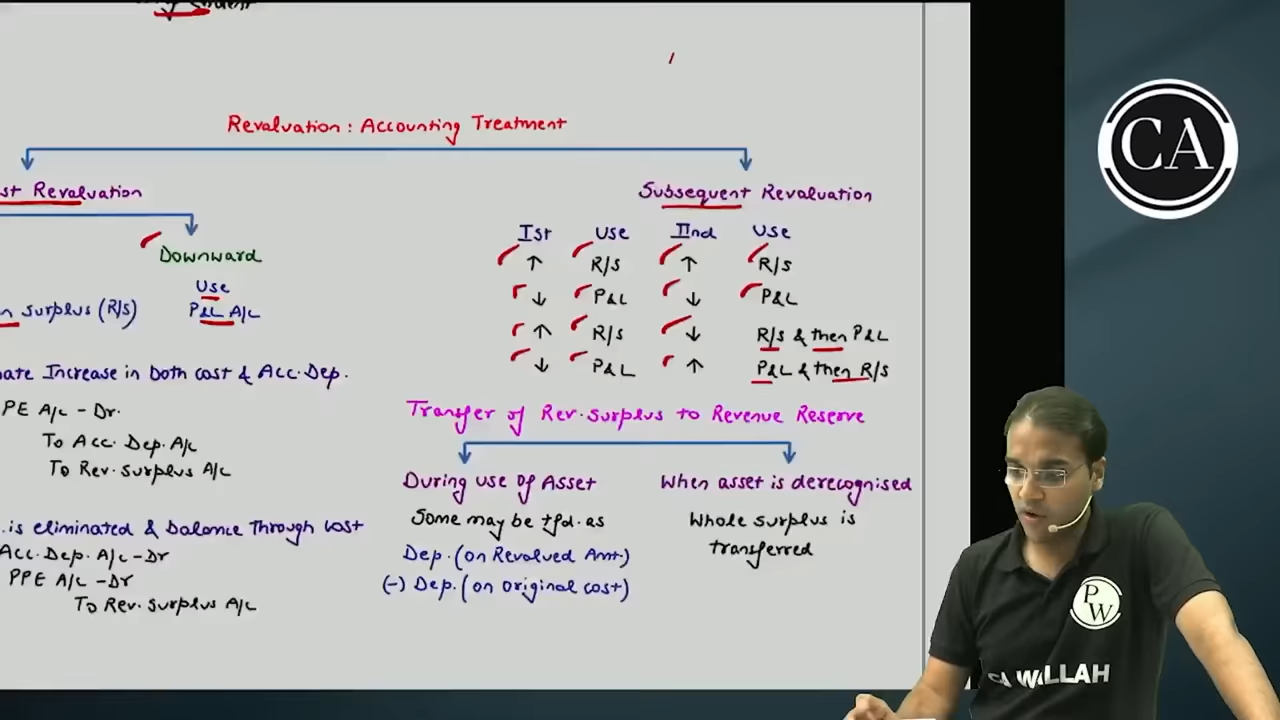 Revaluation: Accounting Treatment
st Revaluation
Downward
Use
n surplus (R/S)
P&L A/c
ate Increase in both cost & Acc. Dep.
PE A/c - Dr.
To Acc. Dep. A/c
To Rev. surplus A/c
. is eliminated & balance through cost
Acc. Dep. A/c - Dr
PPE A/c - Dr
To Rev. surplus A/c
Subsequent Revaluation
Ist Use IInd Use
↑ R/S ↑ R/S
↓ P&L ↓ P&L
↑ R/S ↓ R/S & then P&L
↓ P&L ↑ P&L & then R/S
Transfer of Rev. surplus to Revenue Reserve
During use of Asset
Some may be tfd. as
Dep. (on Revalued Amt.)
(-) Dep. (on original cost)
When asset is derecognised
Whole surplus is
transferred
CA
PW
CA WALLAH